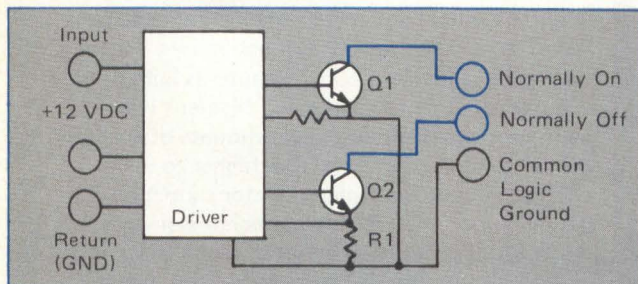 Input
+12 VDC
Return
(GND)
Driver
Q1
Q2
R1
Normally On
Normally Off
Common
Logic
Ground